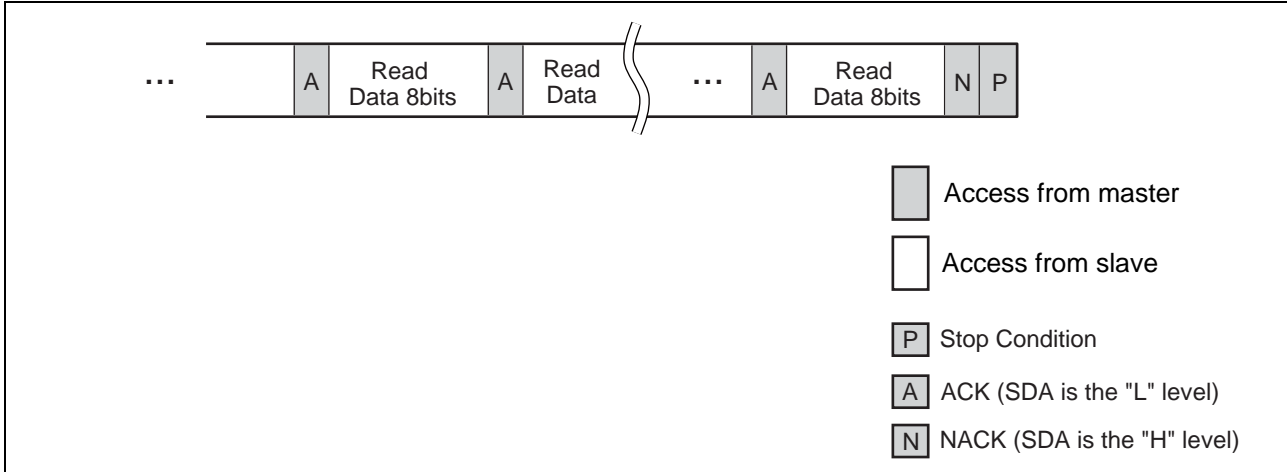 ... A Read Data 8bits A Read Data ... A Read Data 8bits N P
Access from master
Access from slave
P Stop Condition
A ACK (SDA is the "L" level)
N NACK (SDA is the "H" level)